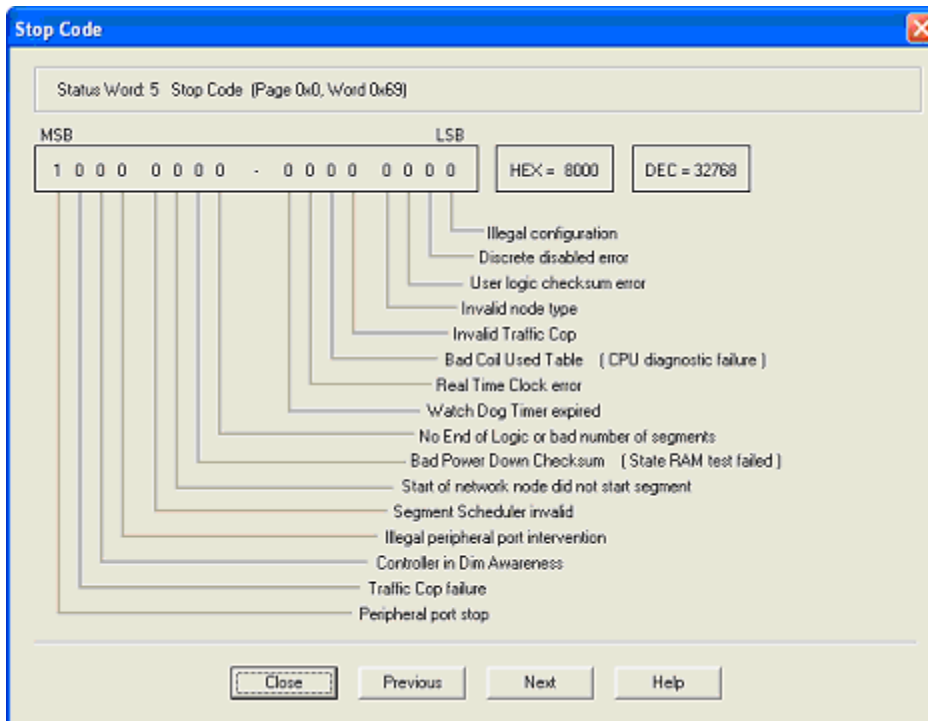 Stop Code
Status Word: 5 Stop Code (Page 0x0, Word 0x69)
MSB LSB
1 0 0 0 0 0 0 0 - 0 0 0 0 0 0 0 0 HEX = 8000 DEC = 32768
Illegal configuration
Discrete disabled error
User logic checksum error
Invalid node type
Invalid Traffic Cop
Bad Coil Used Table ( CPU diagnostic failure )
Real Time Clock error
Watch Dog Timer expired
No End of Logic or bad number of segments
Bad Power Down Checksum ( State RAM test failed )
Start of network node did not start segment
Segment Scheduler invalid
Illegal peripheral port intervention
Controller in Dim Awareness
Traffic Cop failure
Peripheral port stop
Close Previous Next Help